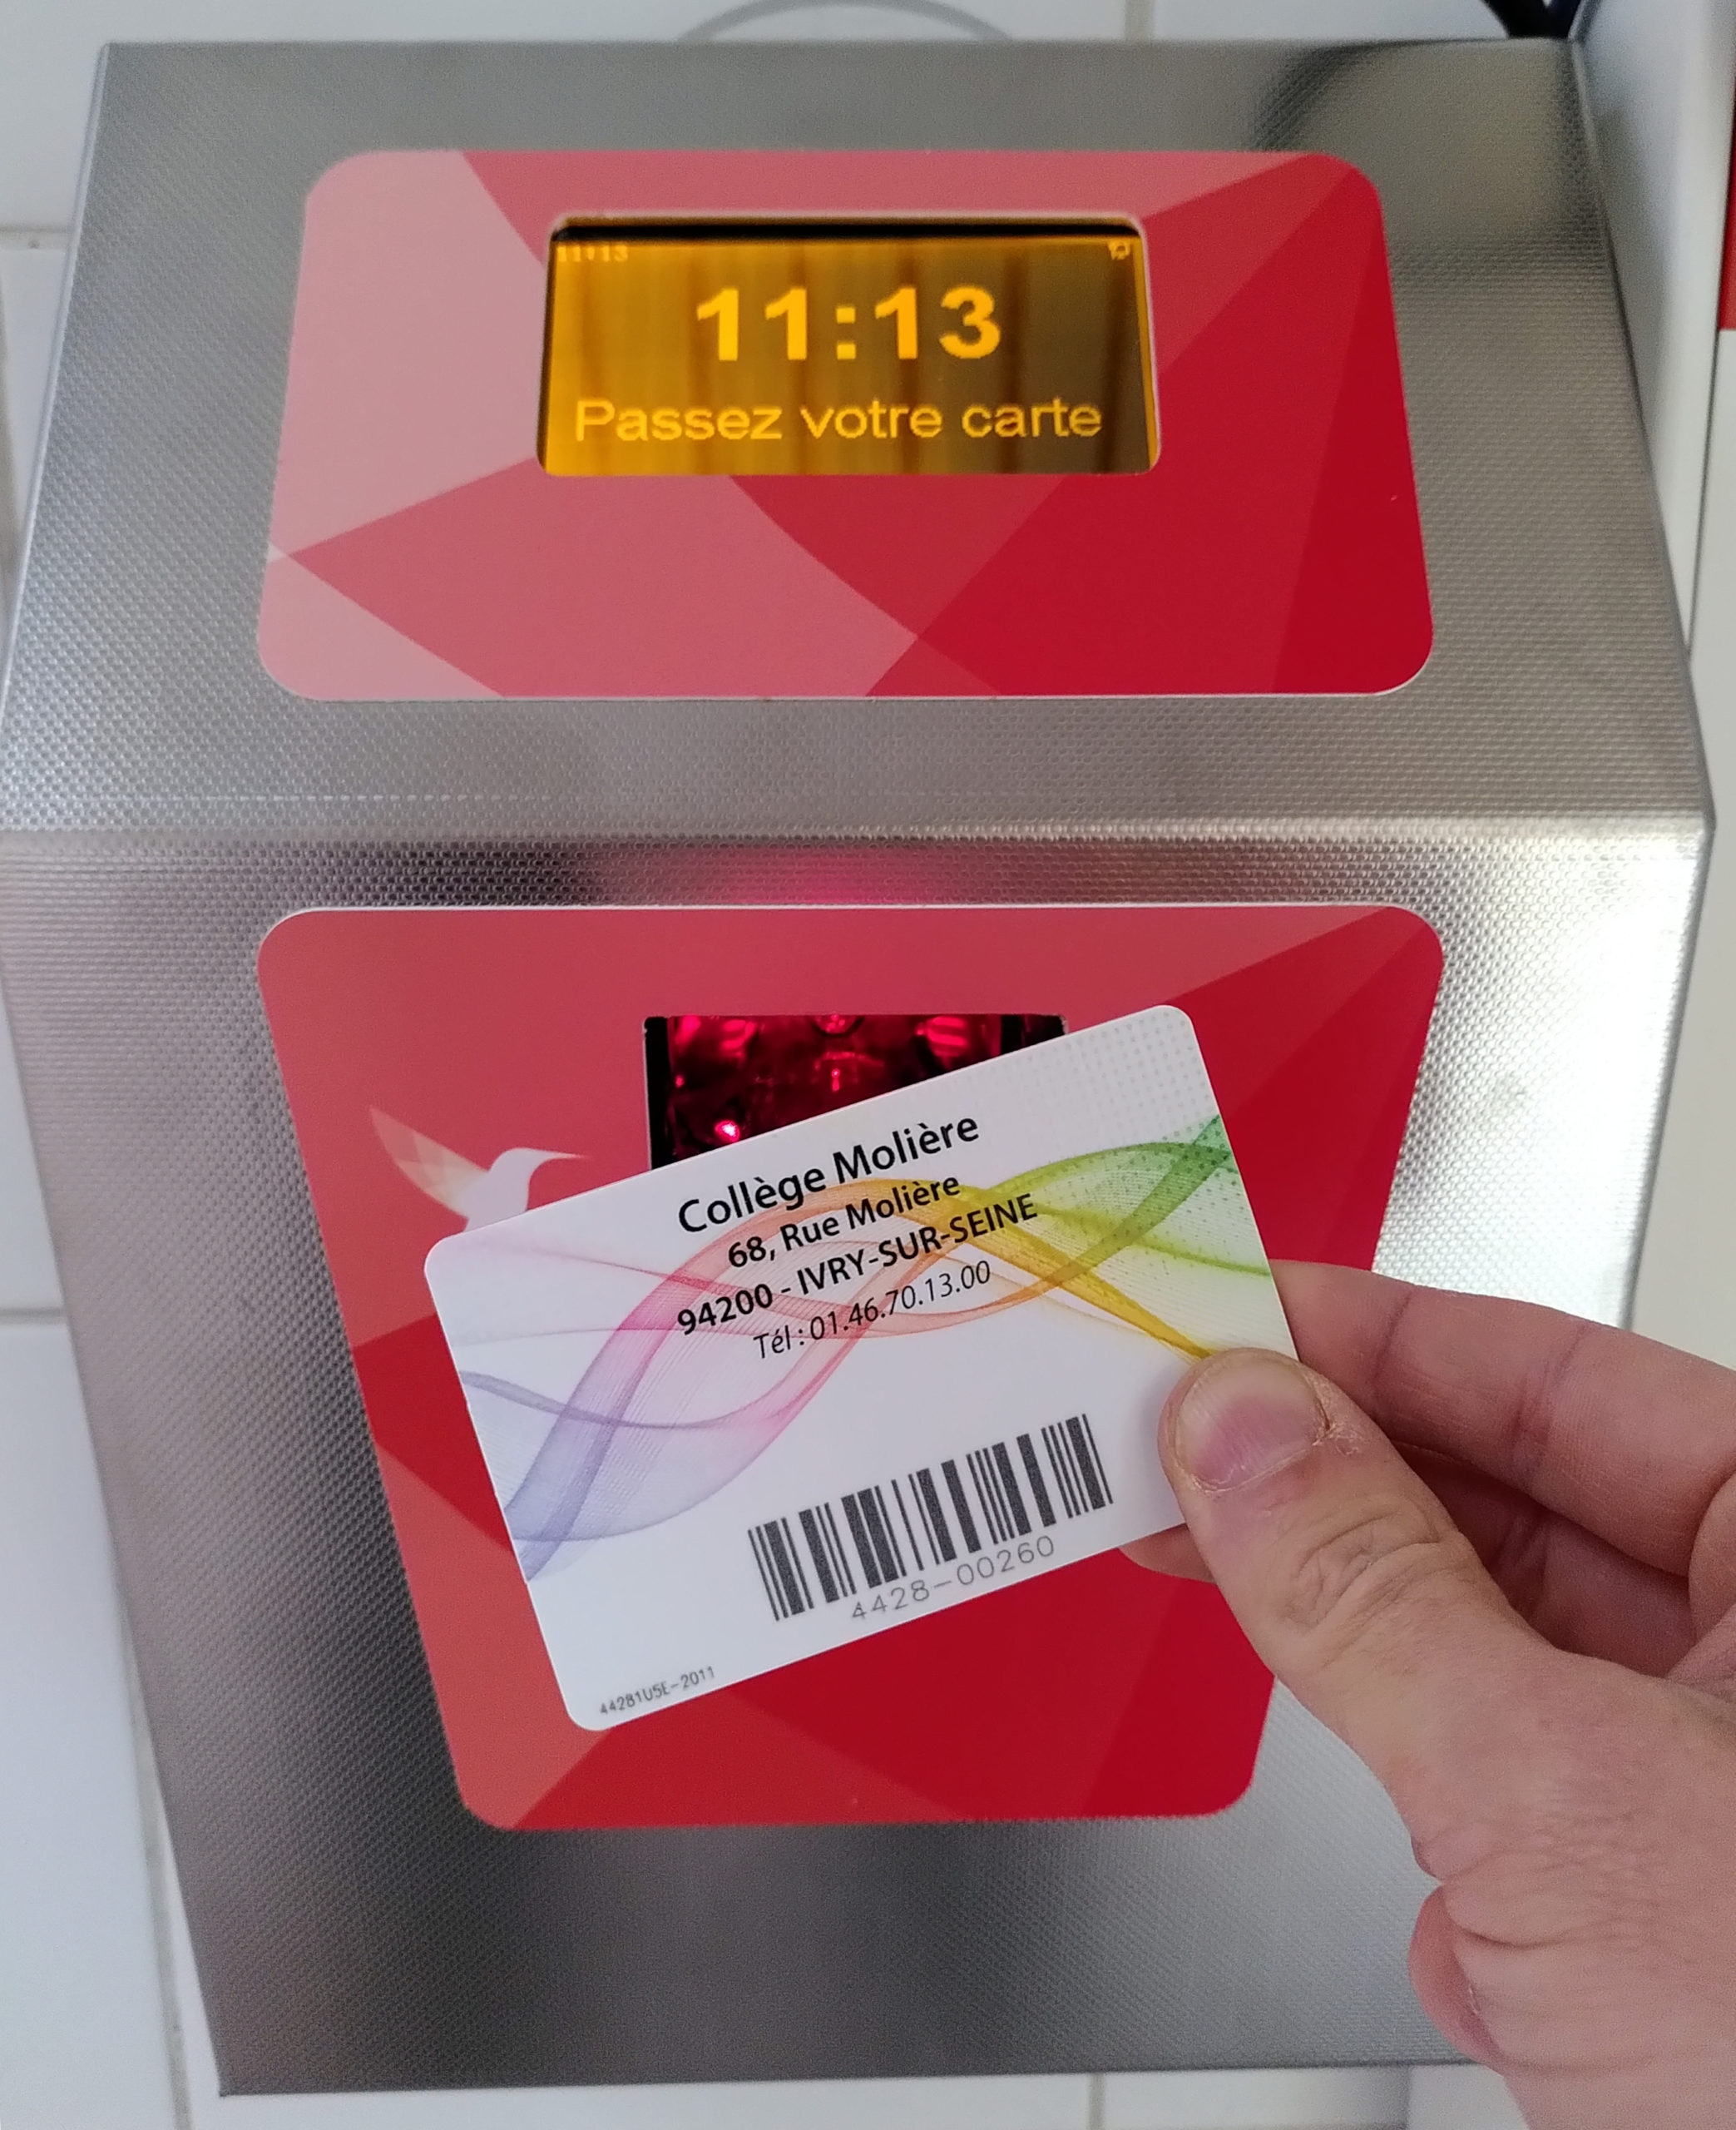 11:13
11:13
Passez votre carte
Collège Molière
68, Rue Molière
94200 - IVRY-SUR-SEINE
Tél : 01.46.70.13.00
4428-00260
44281U5E-2011